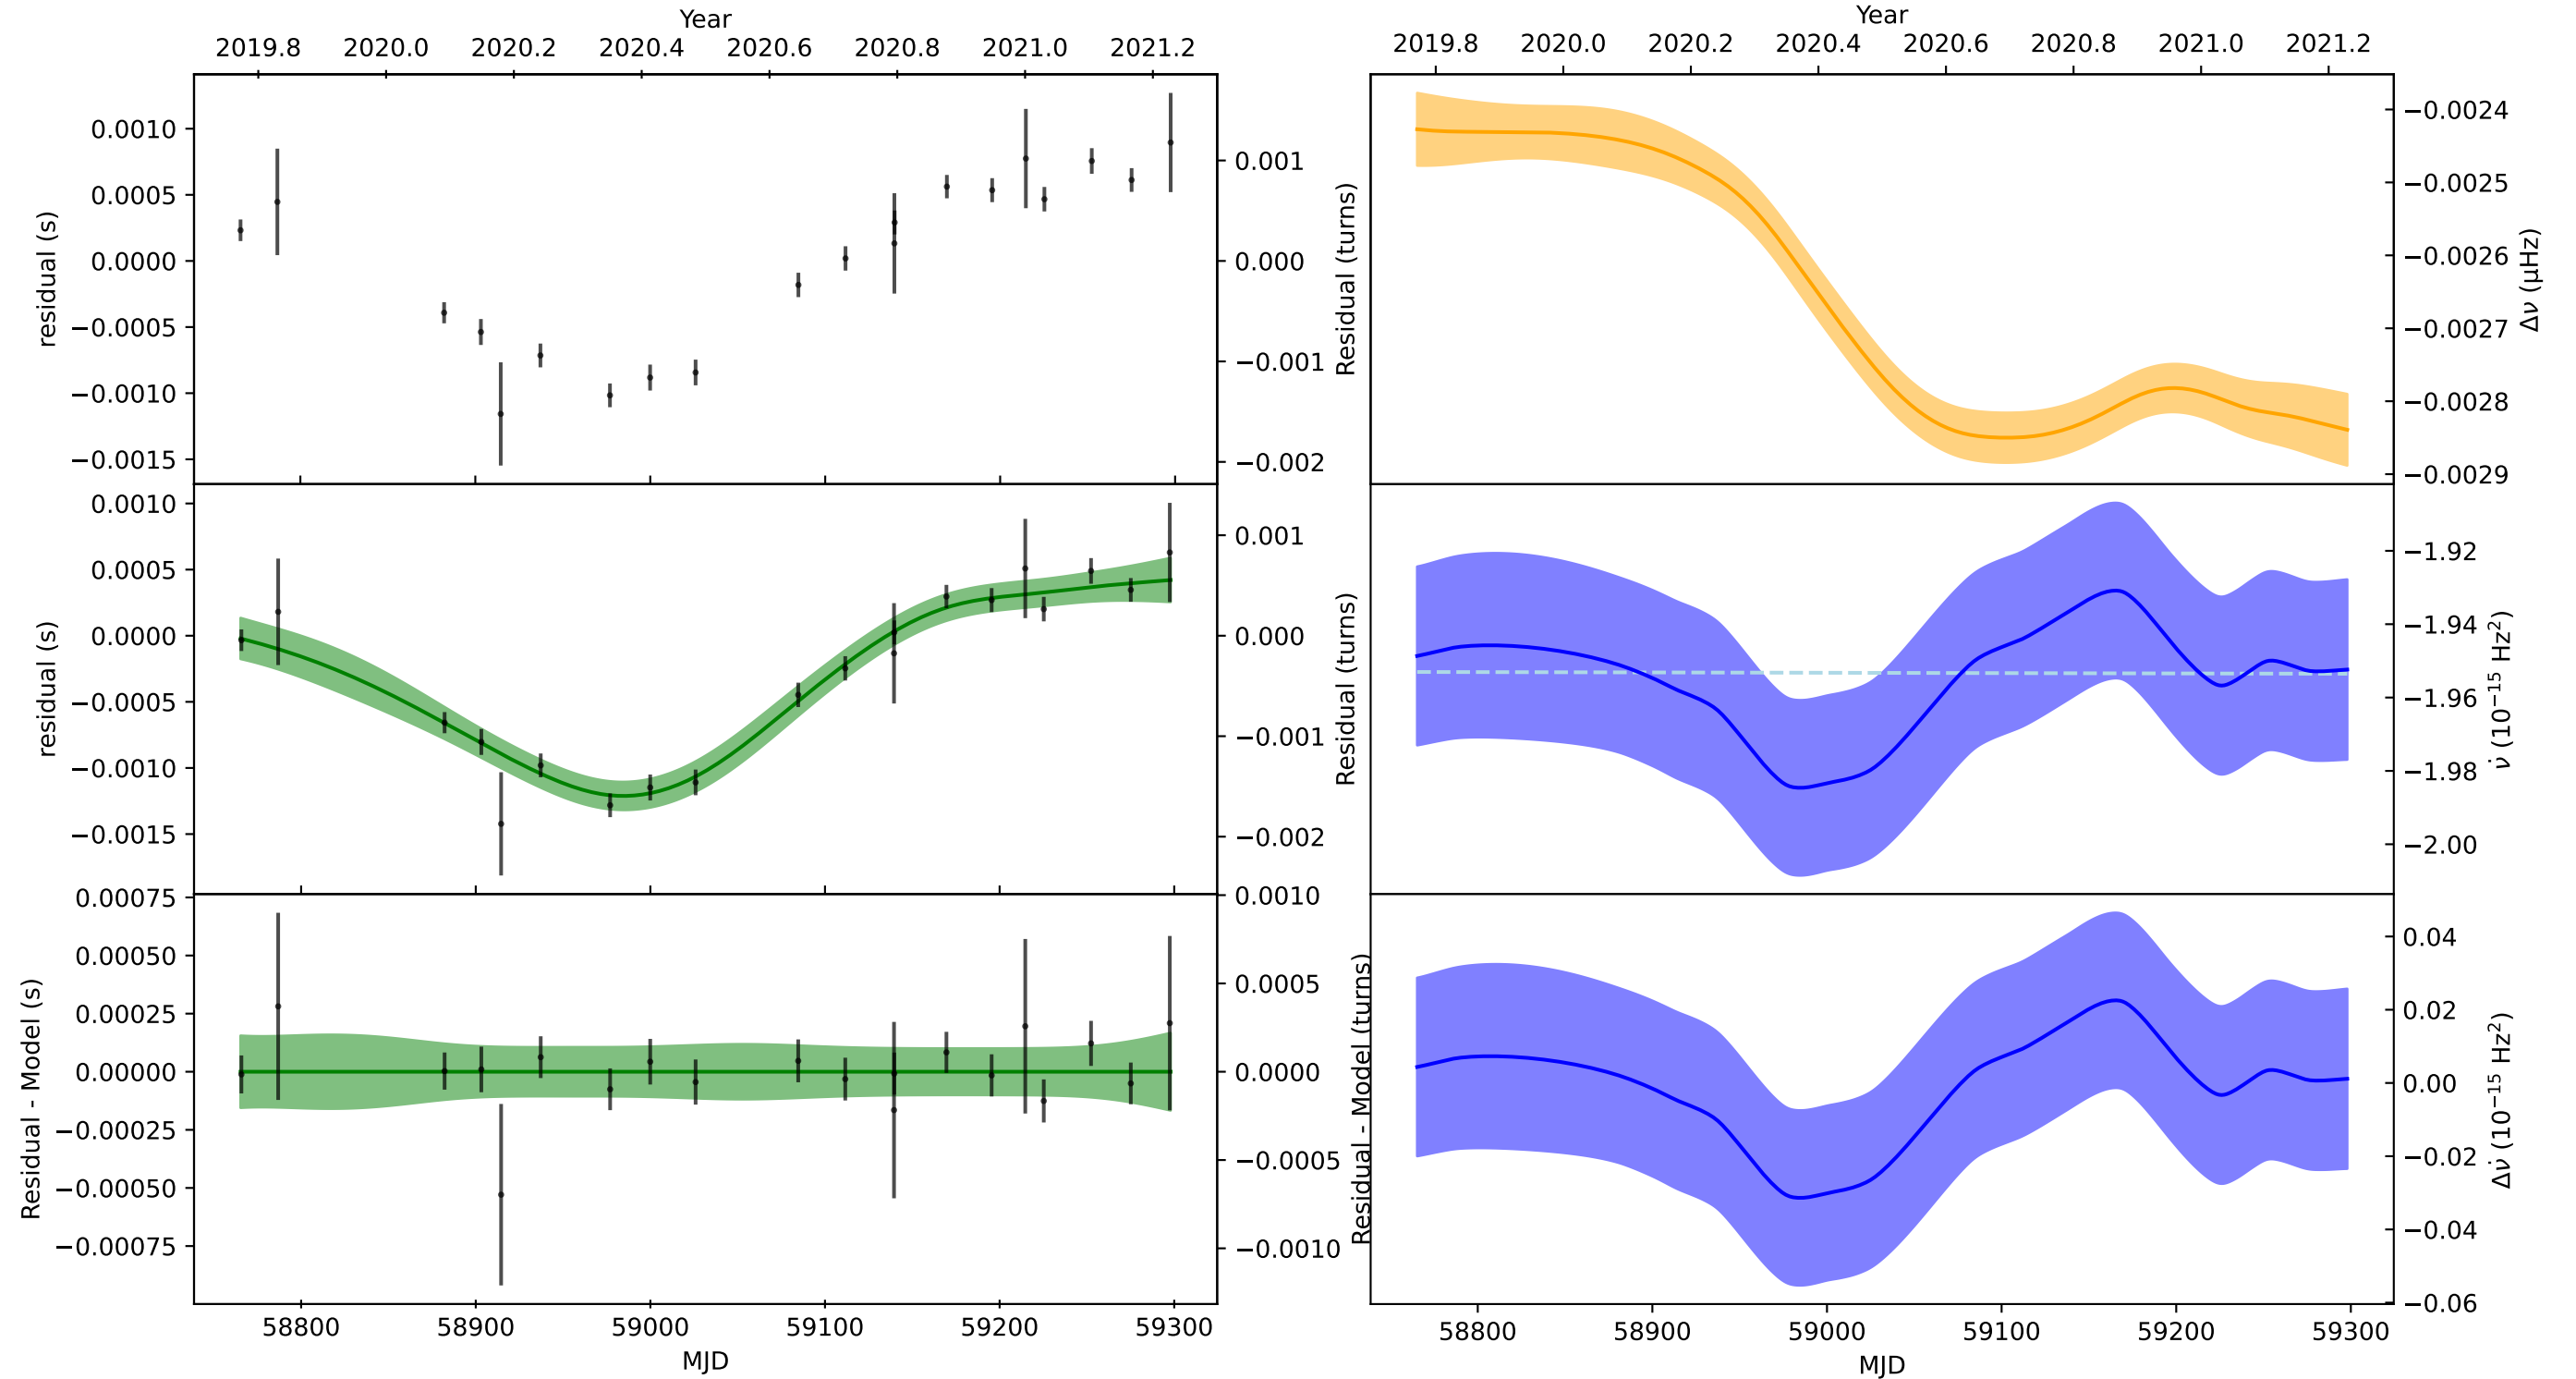 Year
2019.8 2020.0 2020.2 2020.4 2020.6 2020.8 2021.0 2021.2
residual (s)
0.0010
0.0005
0.0000
−0.0005
−0.0010
−0.0015
0.001
0.000
−0.001
−0.002
Residual (turns)
residual (s)
0.0010
0.0005
0.0000
−0.0005
−0.0010
−0.0015
0.001
0.000
−0.001
−0.002
Residual (turns)
Residual - Model (s)
0.00075
0.00050
0.00025
0.00000
−0.00025
−0.00050
−0.00075
0.0010
0.0005
0.0000
−0.0005
−0.0010
Residual - Model (turns)
58800 58900 59000 59100 59200 59300
MJD
Year
2019.8 2020.0 2020.2 2020.4 2020.6 2020.8 2021.0 2021.2
−0.0024
−0.0025
−0.0026
−0.0027
−0.0028
−0.0029
Δν (μHz)
−1.92
−1.94
−1.96
−1.98
−2.00
ν̇ (10⁻¹⁵ Hz²)
0.04
0.02
0.00
−0.02
−0.04
−0.06
Δν̇ (10⁻¹⁵ Hz²)
58800 58900 59000 59100 59200 59300
MJD